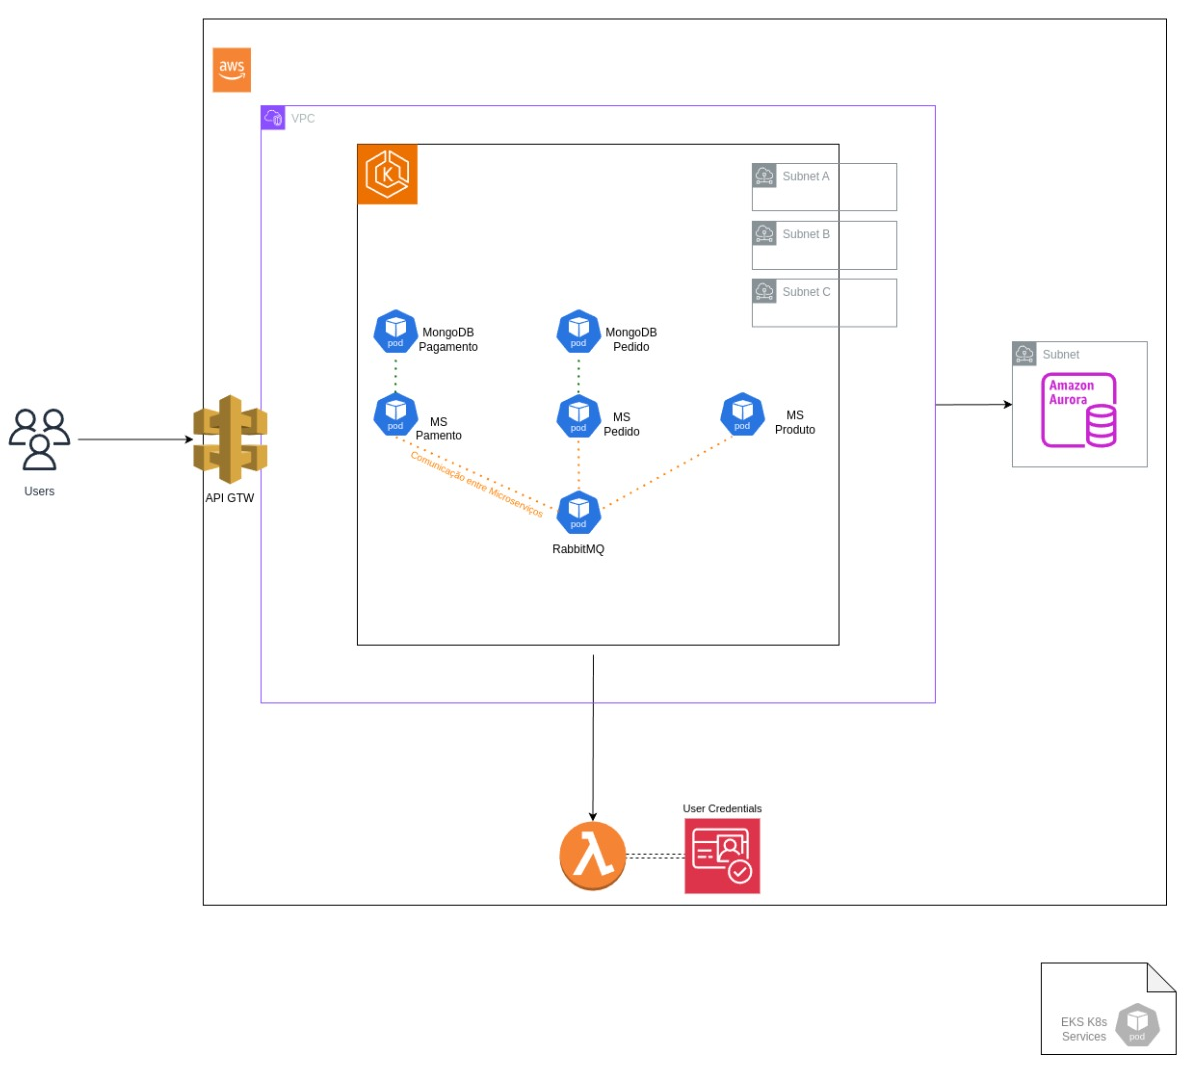 aws
VPC
K
Subnet A
Subnet B
Subnet C
pod
MongoDB
Pagamento
pod
MongoDB
Pedido
Subnet
Amazon
Aurora
pod
MS
Pamento
pod
MS
Pedido
pod
MS
Produto
Comunicação entre Microserviços
Users
API GTW
pod
RabbitMQ
User Credentials
λ
EKS K8s
Services
pod